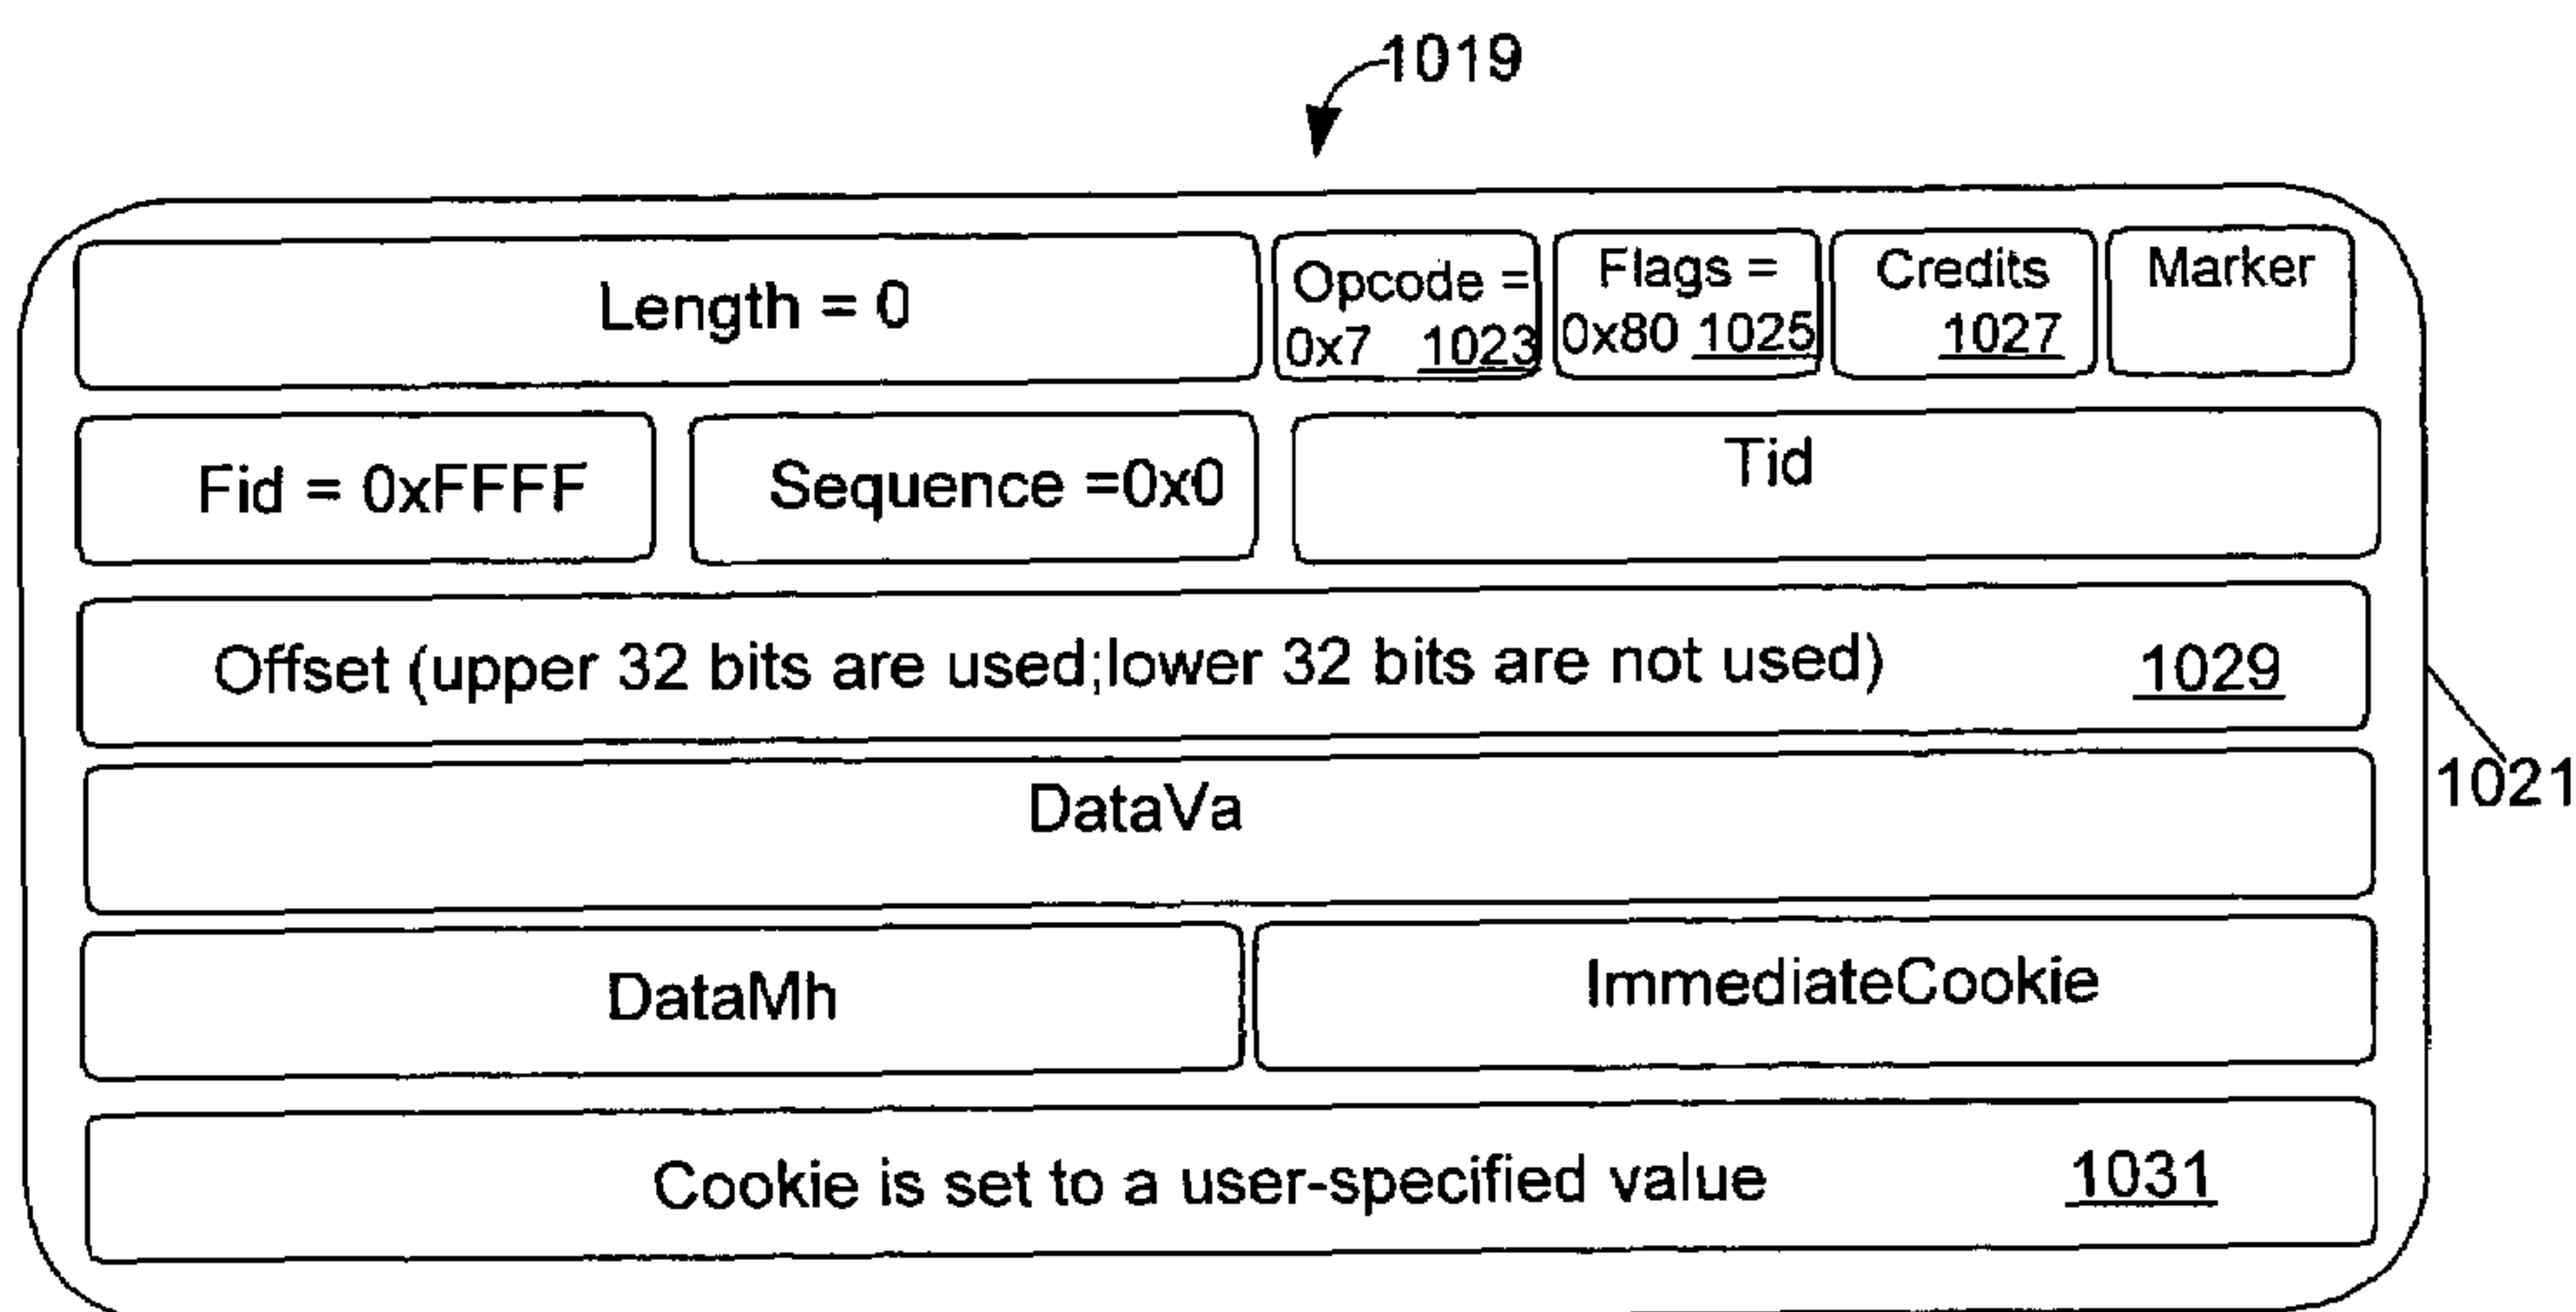 1019
Length = 0
Opcode =
0x7 1023
Flags =
0x80 1025
Credits
1027
Marker
Fid = 0xFFFF
Sequence =0x0
Tid
Offset (upper 32 bits are used;lower 32 bits are not used) 1029
DataVa
1021
DataMh
ImmediateCookie
Cookie is set to a user-specified value 1031